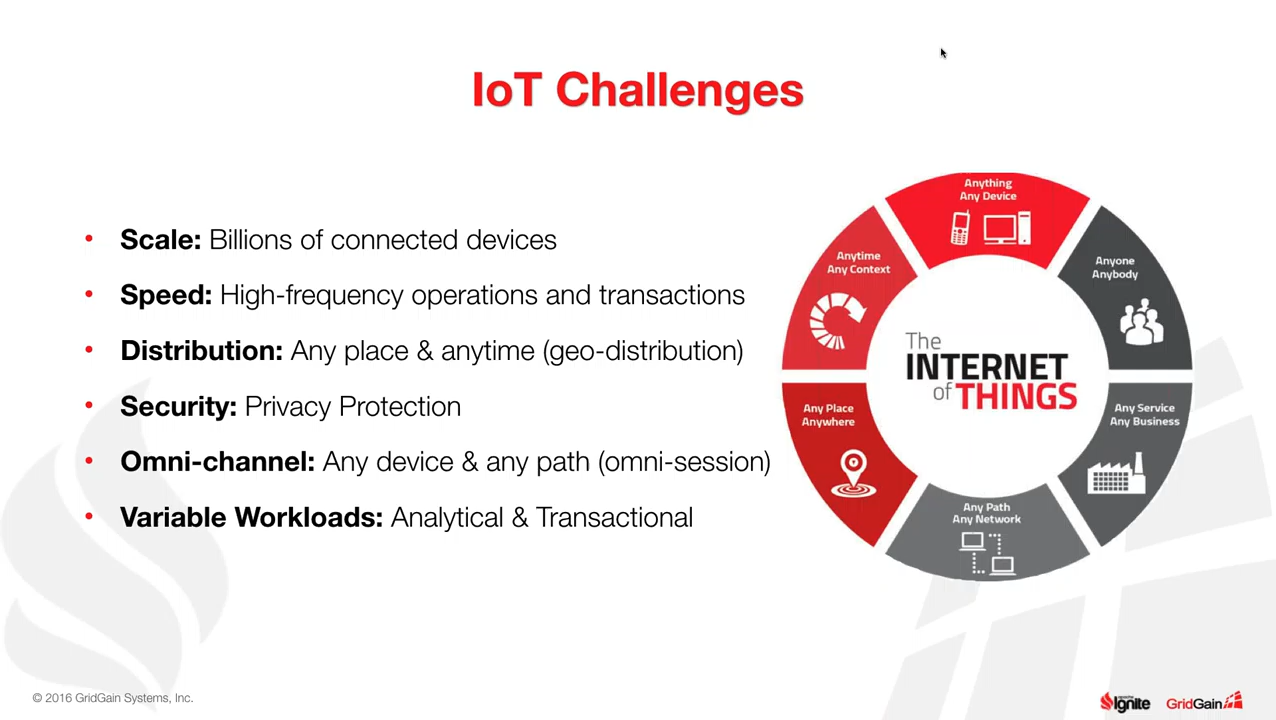 IoT Challenges
• Scale: Billions of connected devices
• Speed: High-frequency operations and transactions
• Distribution: Any place & anytime (geo-distribution)
• Security: Privacy Protection
• Omni-channel: Any device & any path (omni-session)
• Variable Workloads: Analytical & Transactional
Anything
Any Device
Anyone
Anybody
Any Service
Any Business
Any Path
Any Network
Any Place
Anywhere
Anytime
Any Context
The
INTERNET
of THINGS
© 2016 GridGain Systems, Inc.
Ignite
GridGain